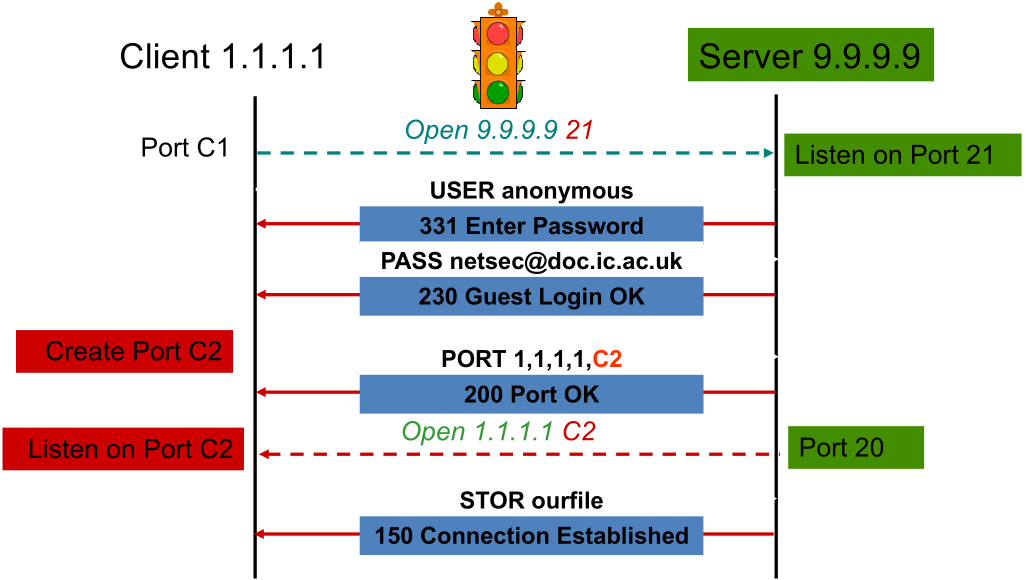 Client 1.1.1.1
Server 9.9.9.9
Open 9.9.9.9 21
Port C1
Listen on Port 21
USER anonymous
331 Enter Password
PASS netsec@doc.ic.ac.uk
230 Guest Login OK
Create Port C2
PORT 1,1,1,1,C2
200 Port OK
Open 1.1.1.1 C2
Listen on Port C2
Port 20
STOR ourfile
150 Connection Established